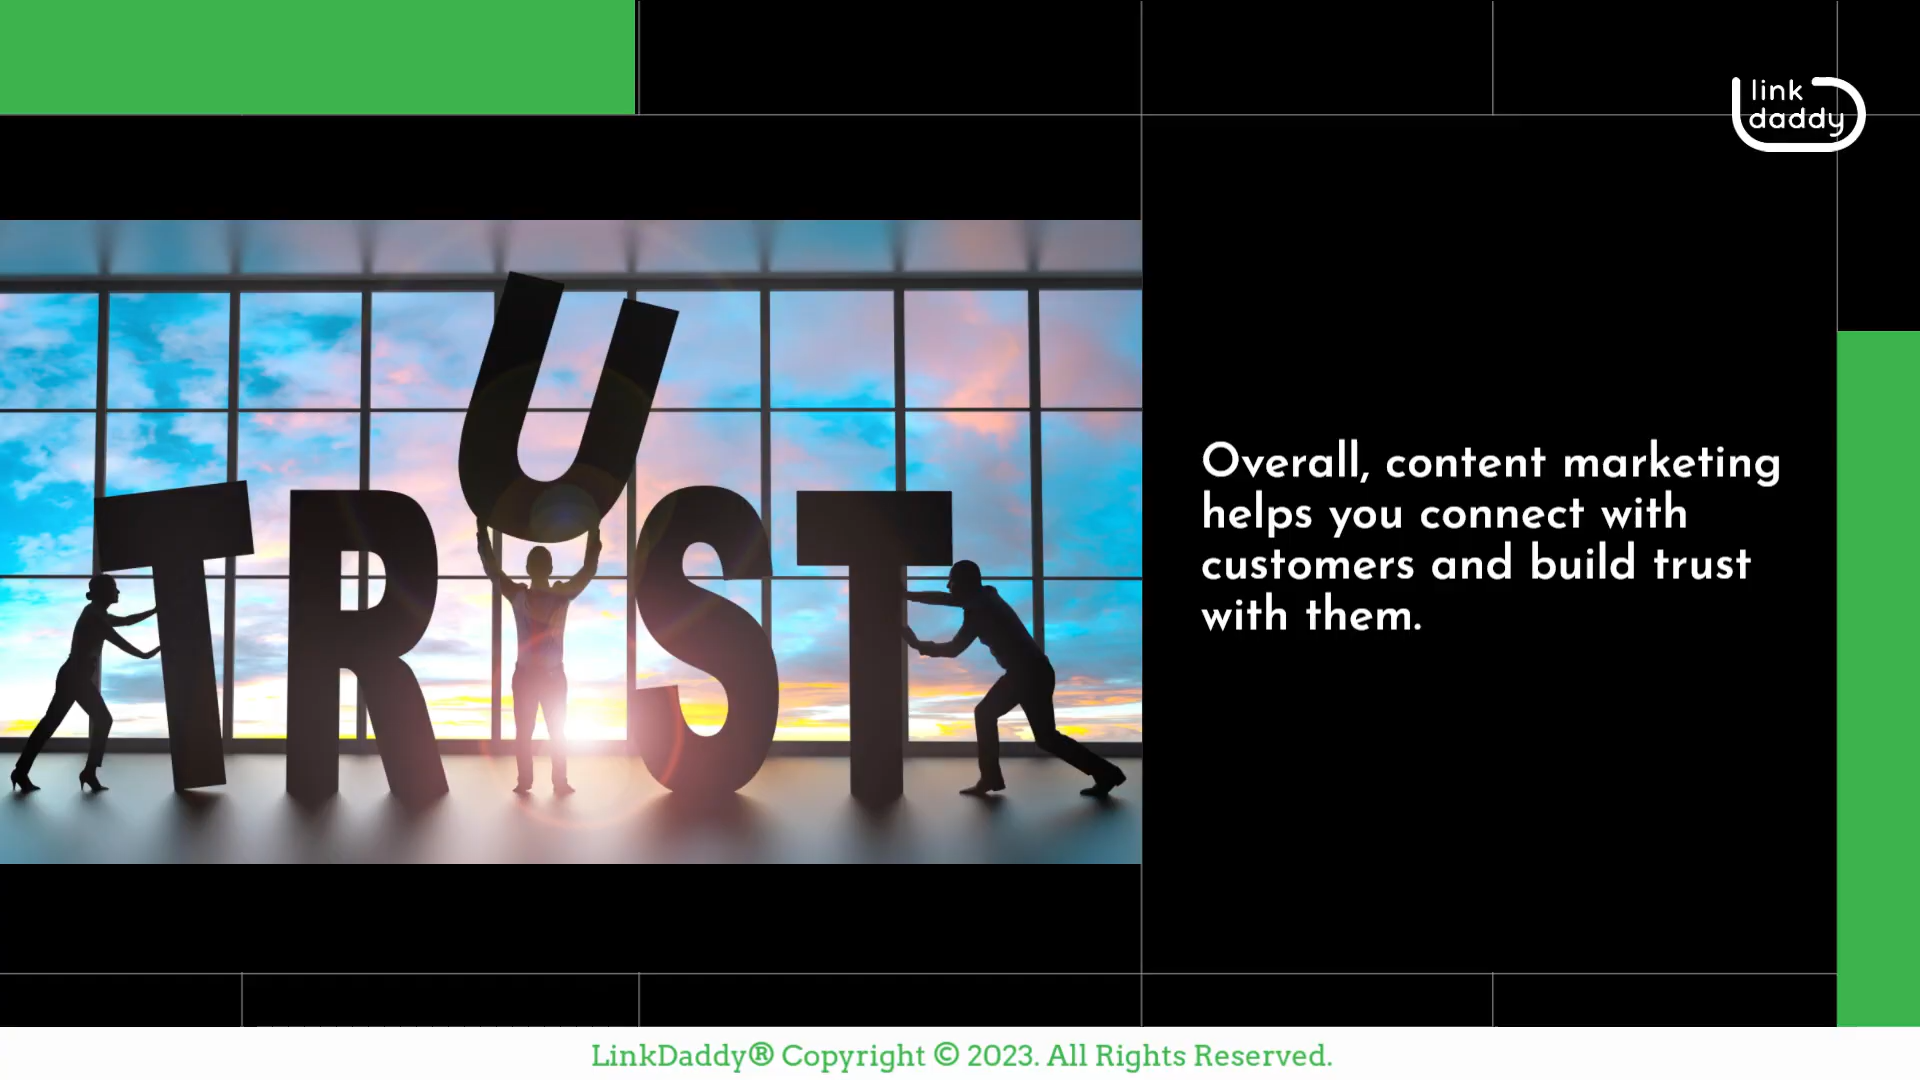 link
daddy
TRUST
Overall, content marketing
helps you connect with
customers and build trust
with them.
LinkDaddy® Copyright © 2023. All Rights Reserved.